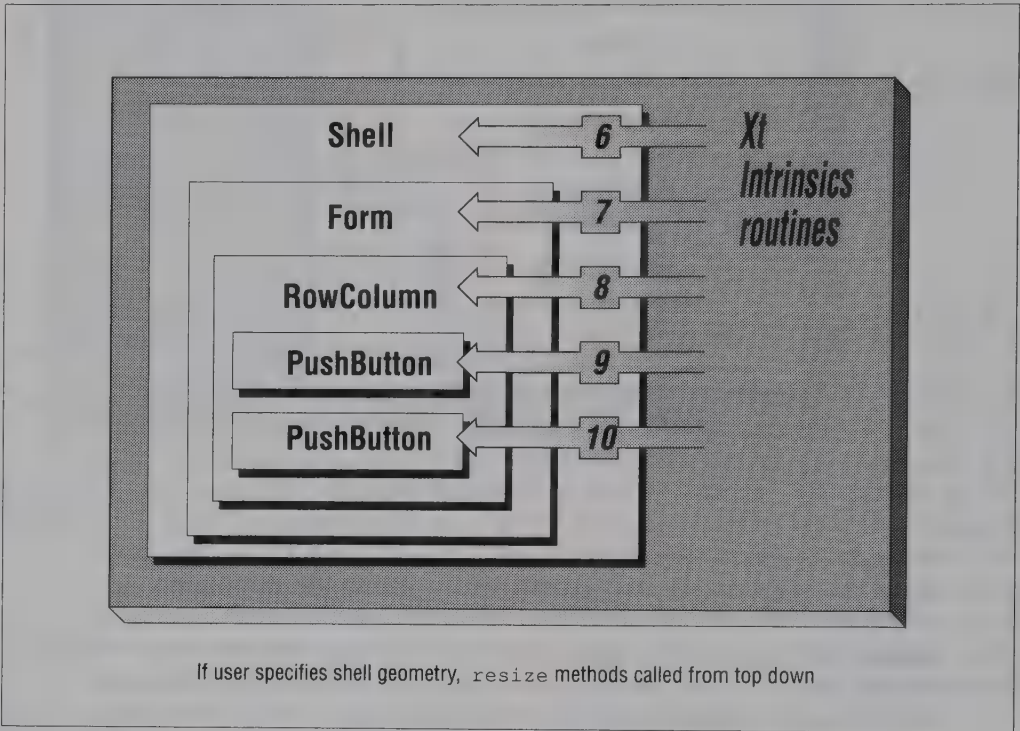 Shell
6
Xt
Intrinsics
routines
Form
7
RowColumn
8
PushButton
9
PushButton
10
If user specifies shell geometry, resize methods called from top down